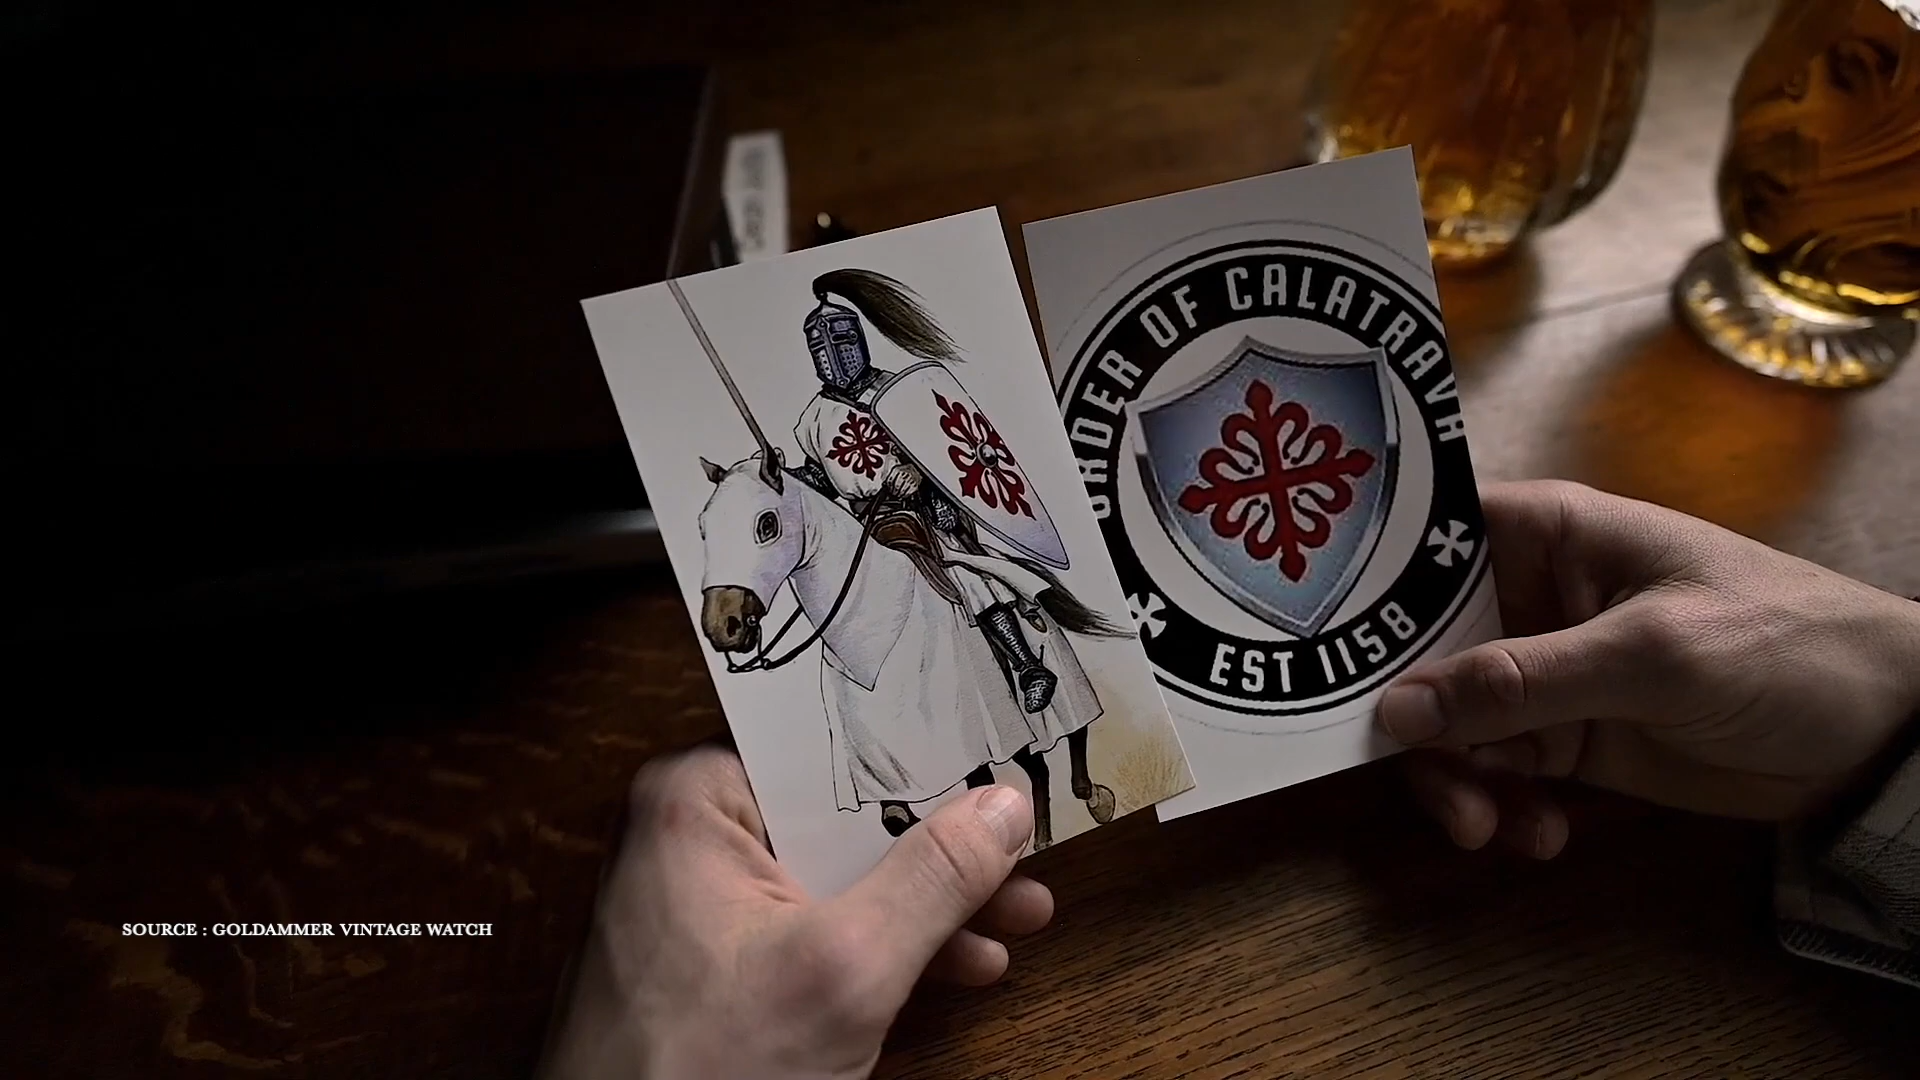 ORDER OF CALATRAVA
EST 1158
SOURCE : GOLDAMMER VINTAGE WATCH